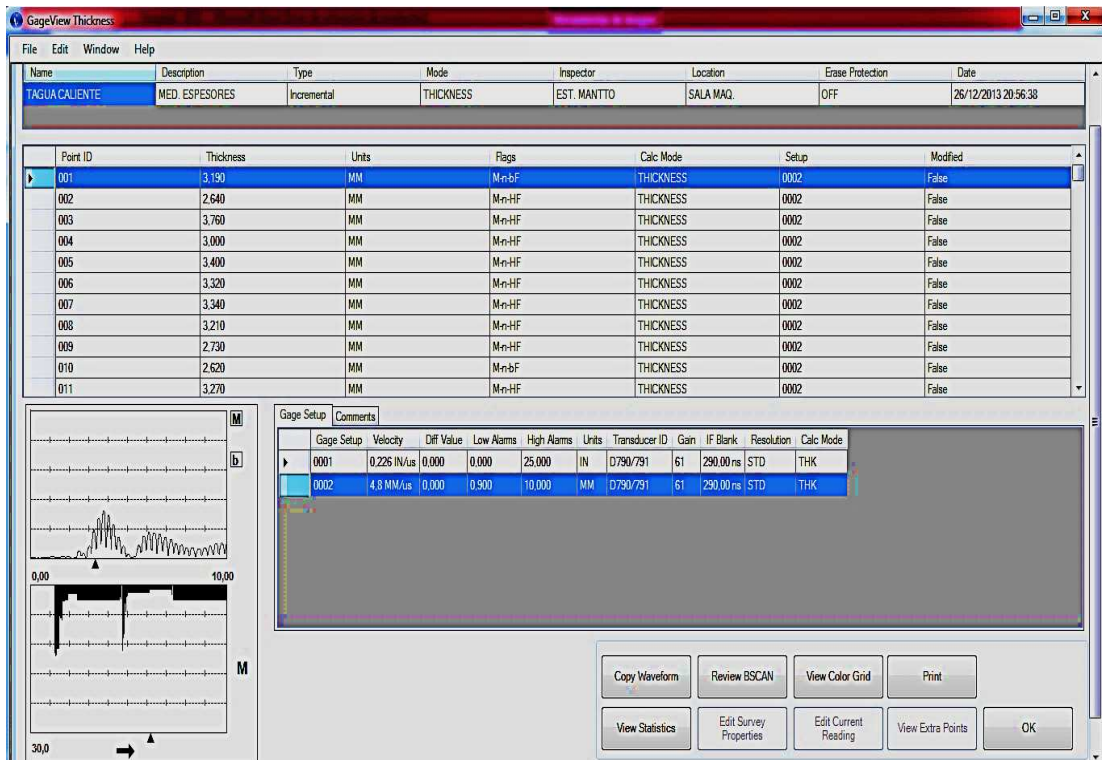 GageView Thickness
File Edit Window Help
Name Description Type Mode Inspector Location Erase Protection Date
TAGUA CALIENTE MED. ESPESORES Incremental THICKNESS EST. MANTTO SALA MAQ. OFF 26/12/2013 20:56:38
Point ID Thickness Units Flags Calc Mode Setup Modified
001 3,190 MM M-n-bF THICKNESS 0002 False
002 2,640 MM M-n-HF THICKNESS 0002 False
003 3,760 MM M-n-HF THICKNESS 0002 False
004 3,000 MM M-n-HF THICKNESS 0002 False
005 3,400 MM M-n-HF THICKNESS 0002 False
006 3,320 MM M-n-HF THICKNESS 0002 False
007 3,340 MM M-n-HF THICKNESS 0002 False
008 3,210 MM M-n-HF THICKNESS 0002 False
009 2,730 MM M-n-HF THICKNESS 0002 False
010 2,620 MM M-n-bF THICKNESS 0002 False
011 3,270 MM M-n-HF THICKNESS 0002 False
M
b
0,00 10,00
M
30,0
Gage Setup Comments
Gage Setup Velocity Diff Value Low Alarms High Alarms Units Transducer ID Gain IF Blank Resolution Calc Mode
0001 0,226 IN/us 0,000 0,000 25,000 IN D790/791 61 290,00 ns STD THK
0002 4,8 MM/us 0,000 0,900 10,000 MM D790/791 61 290,00 ns STD THK
Copy Waveform Review BSCAN View Color Grid Print
View Statistics Edit Survey Properties Edit Current Reading View Extra Points OK